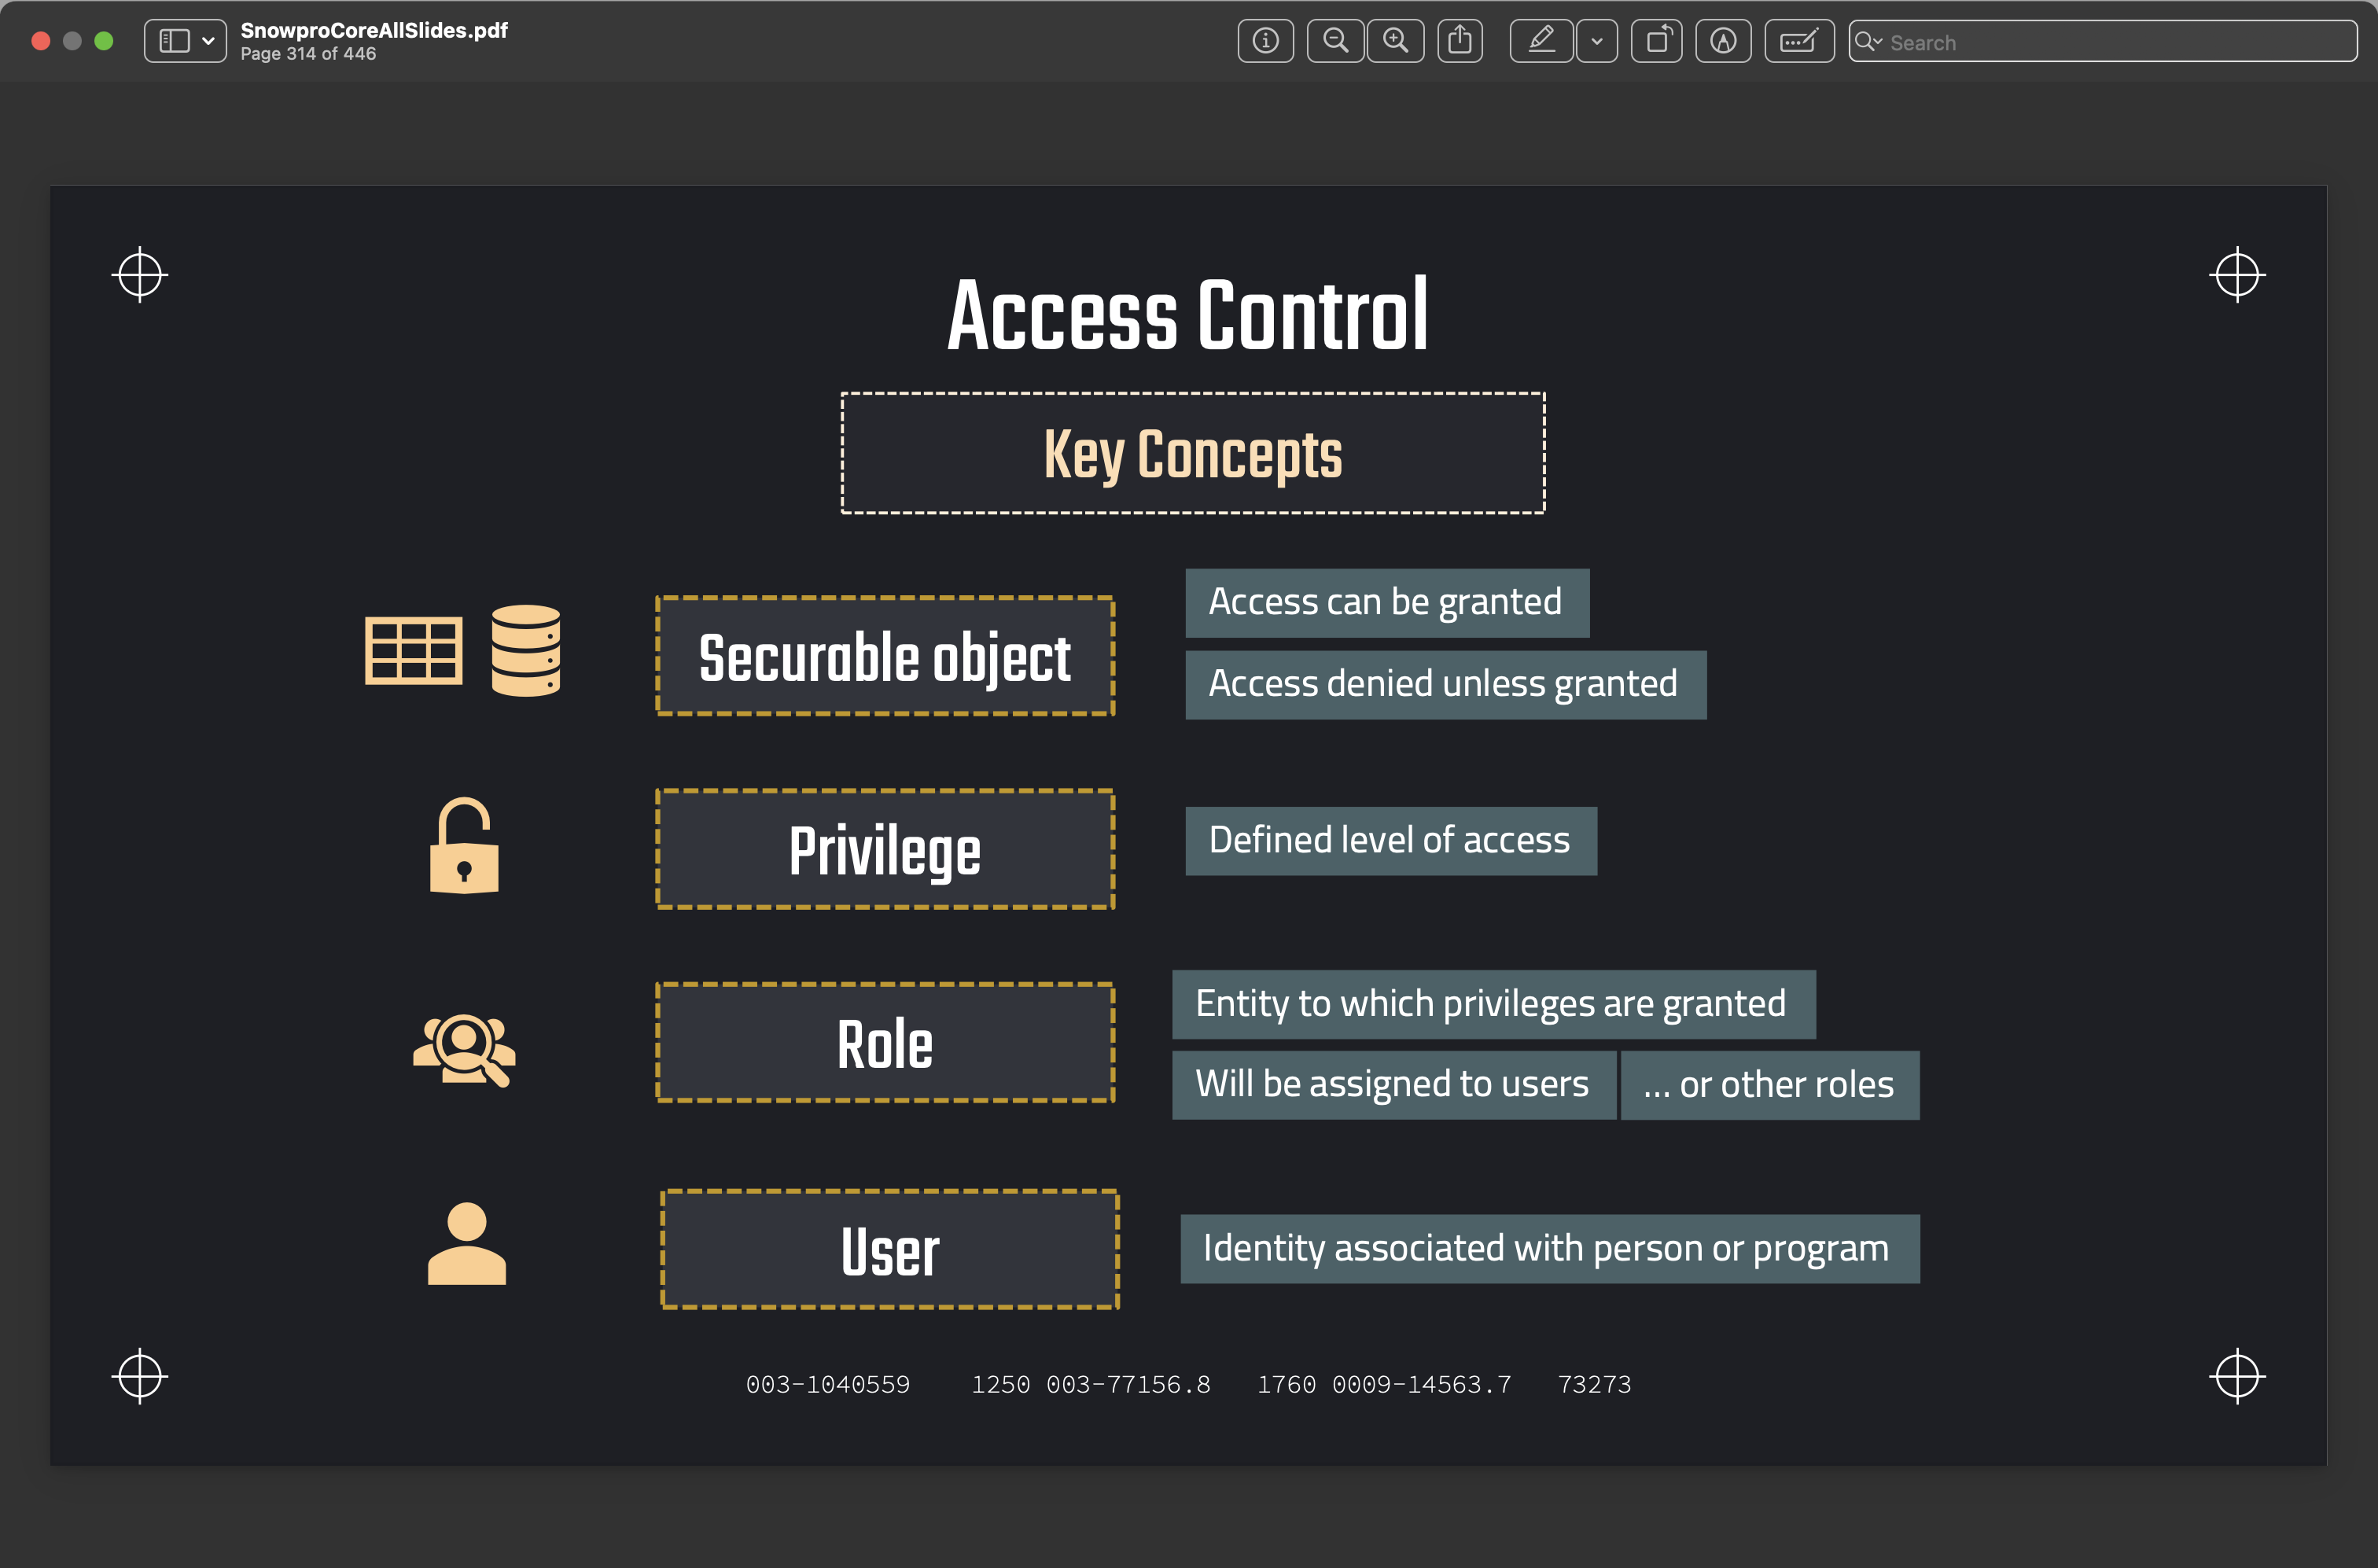 SnowproCoreAllSlides.pdf
Page 314 of 446
Search
Access Control
Key Concepts
Securable object
Access can be granted
Access denied unless granted
Privilege
Defined level of access
Role
Entity to which privileges are granted
Will be assigned to users
... or other roles
User
Identity associated with person or program
003-1040559 1250 003-77156.8 1760 0009-14563.7 73273